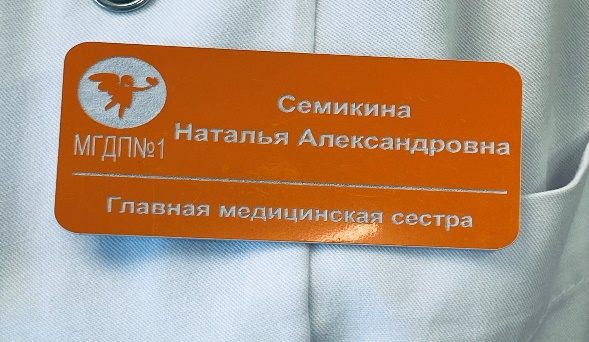 Семикина
Наталья Александровна
МГДП№1
Главная медицинская сестра